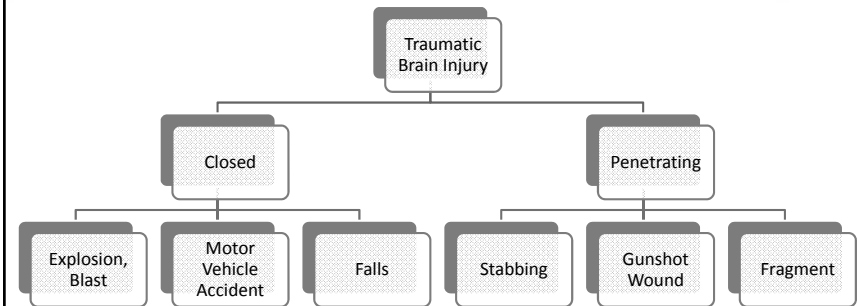 Traumatic
Brain Injury
Closed
Penetrating
Explosion,
Blast
Motor
Vehicle
Accident
Falls
Stabbing
Gunshot
Wound
Fragment